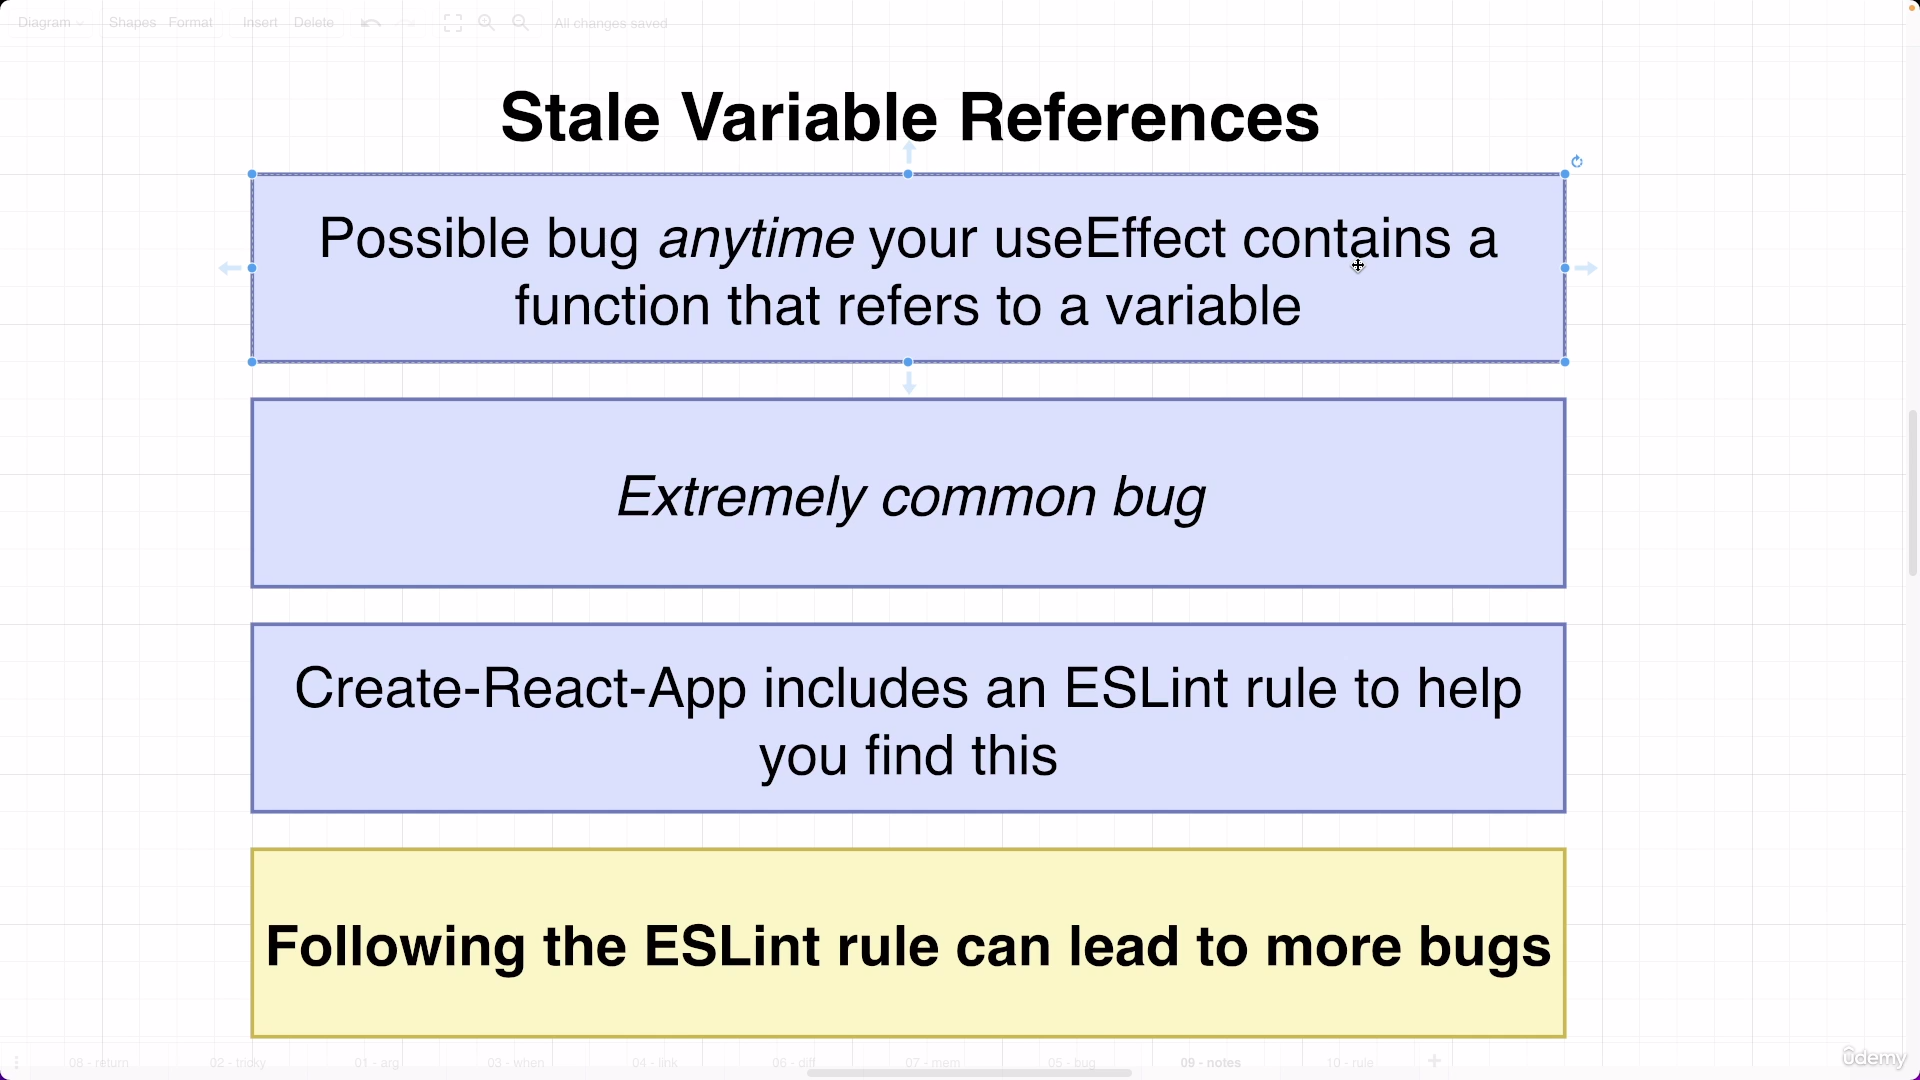 Diagram Shapes Format Insert Delete All changes saved
Stale Variable References
Possible bug anytime your useEffect contains a
function that refers to a variable
Extremely common bug
Create-React-App includes an ESLint rule to help
you find this
Following the ESLint rule can lead to more bugs
08 - return 02 - tricky 01 - arg 03 - when 04 - link 06 - diff 07 - mem 05 - bug 09 - notes 10 - rule
ûdemy